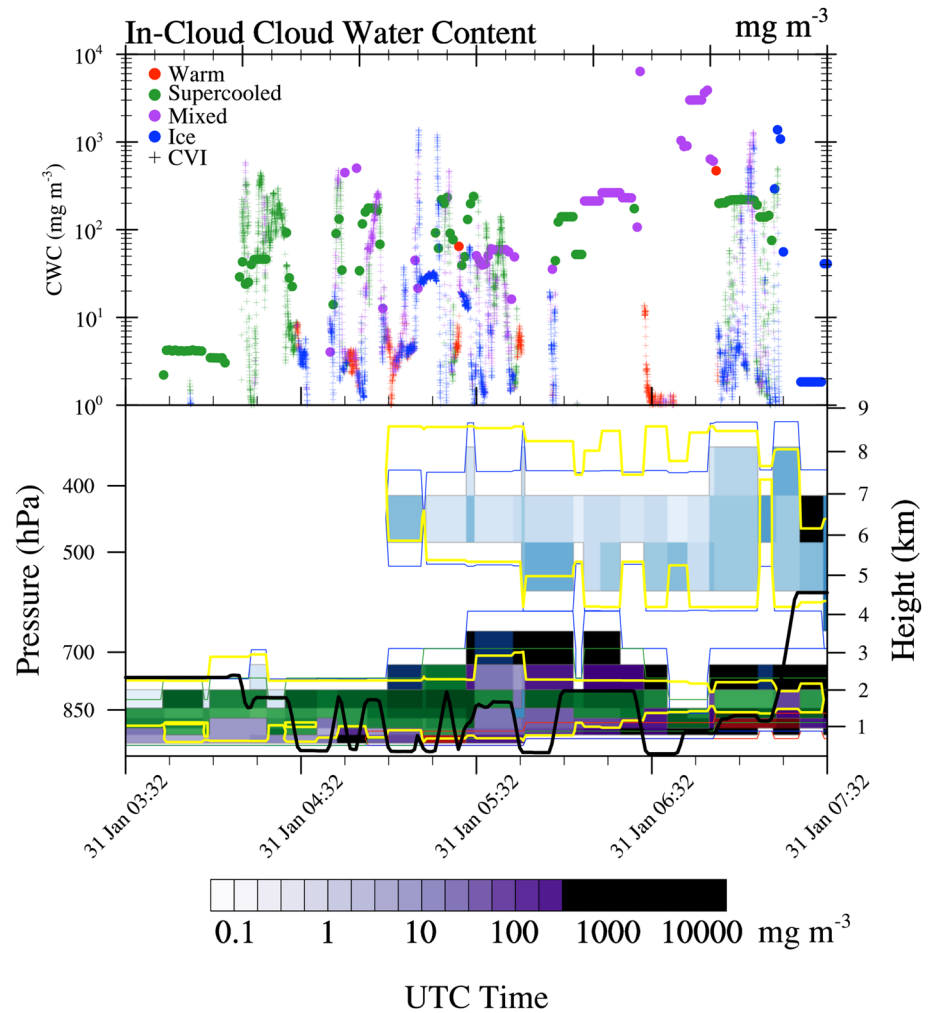 In-Cloud Cloud Water Content
mg m-3
CWC (mg m-3)
10^4
10^3
10^2
10^1
10^0
Warm
Supercooled
Mixed
Ice
+ CVI
Pressure (hPa)
400
500
700
850
9
8
7
6
5
4
3
2
1
Height (km)
31 Jan 03:32
31 Jan 04:32
31 Jan 05:32
31 Jan 06:32
31 Jan 07:32
0.1 1 10 100 1000 10000 mg m-3
UTC Time